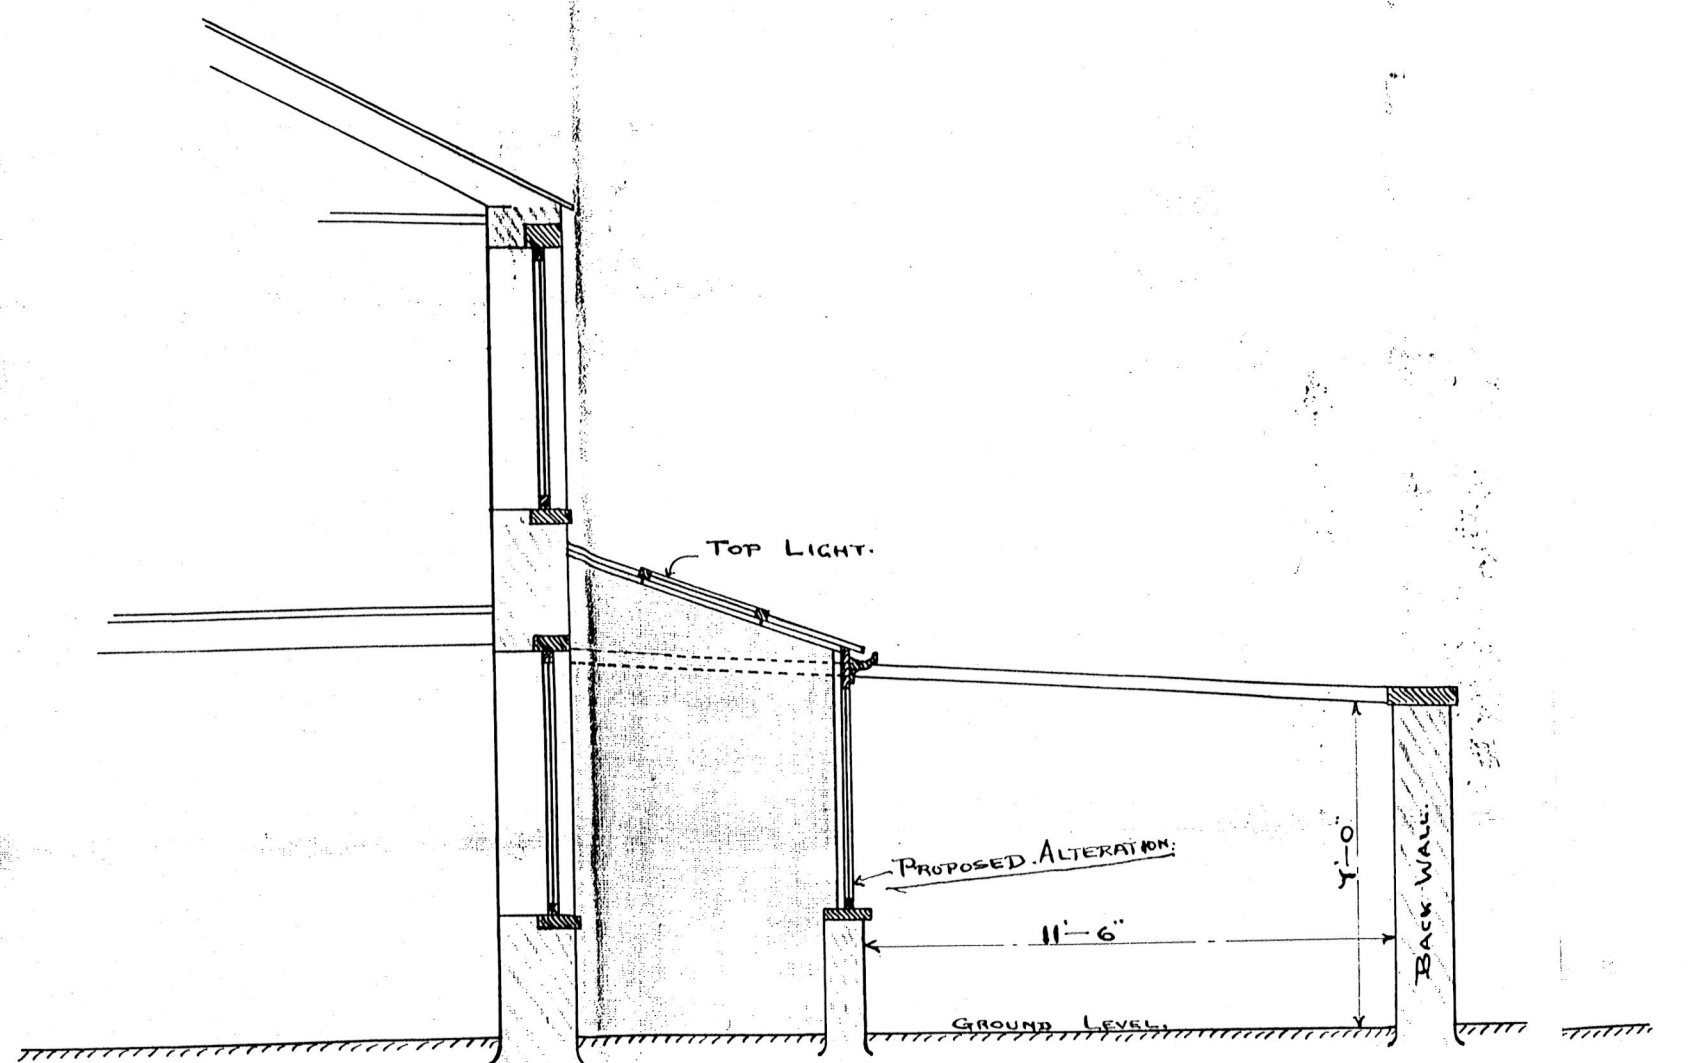 TOP LIGHT.
PROPOSED. ALTERATION.
7'-0"
BACK WALL.
11'-6"
GROUND LEVEL.